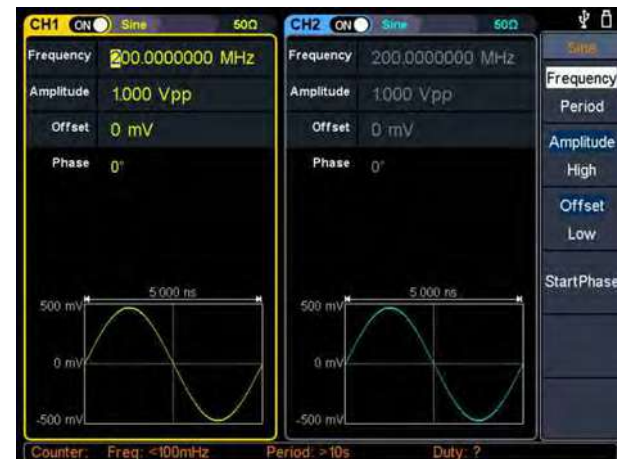 CH1 ON Sine 50Ω
Frequency 200.0000000 MHz
Amplitude 1.000 Vpp
Offset 0 mV
Phase 0°
5.000 ns
500 mV
0 mV
-500 mV
CH2 ON Sine 50Ω
Frequency 200.0000000 MHz
Amplitude 1.000 Vpp
Offset 0 mV
Phase 0°
5.000 ns
500 mV
0 mV
-500 mV
Sine
Frequency
Period
Amplitude
High
Offset
Low
StartPhase
Counter: Freq: <100mHz Period: >10s Duty: ?